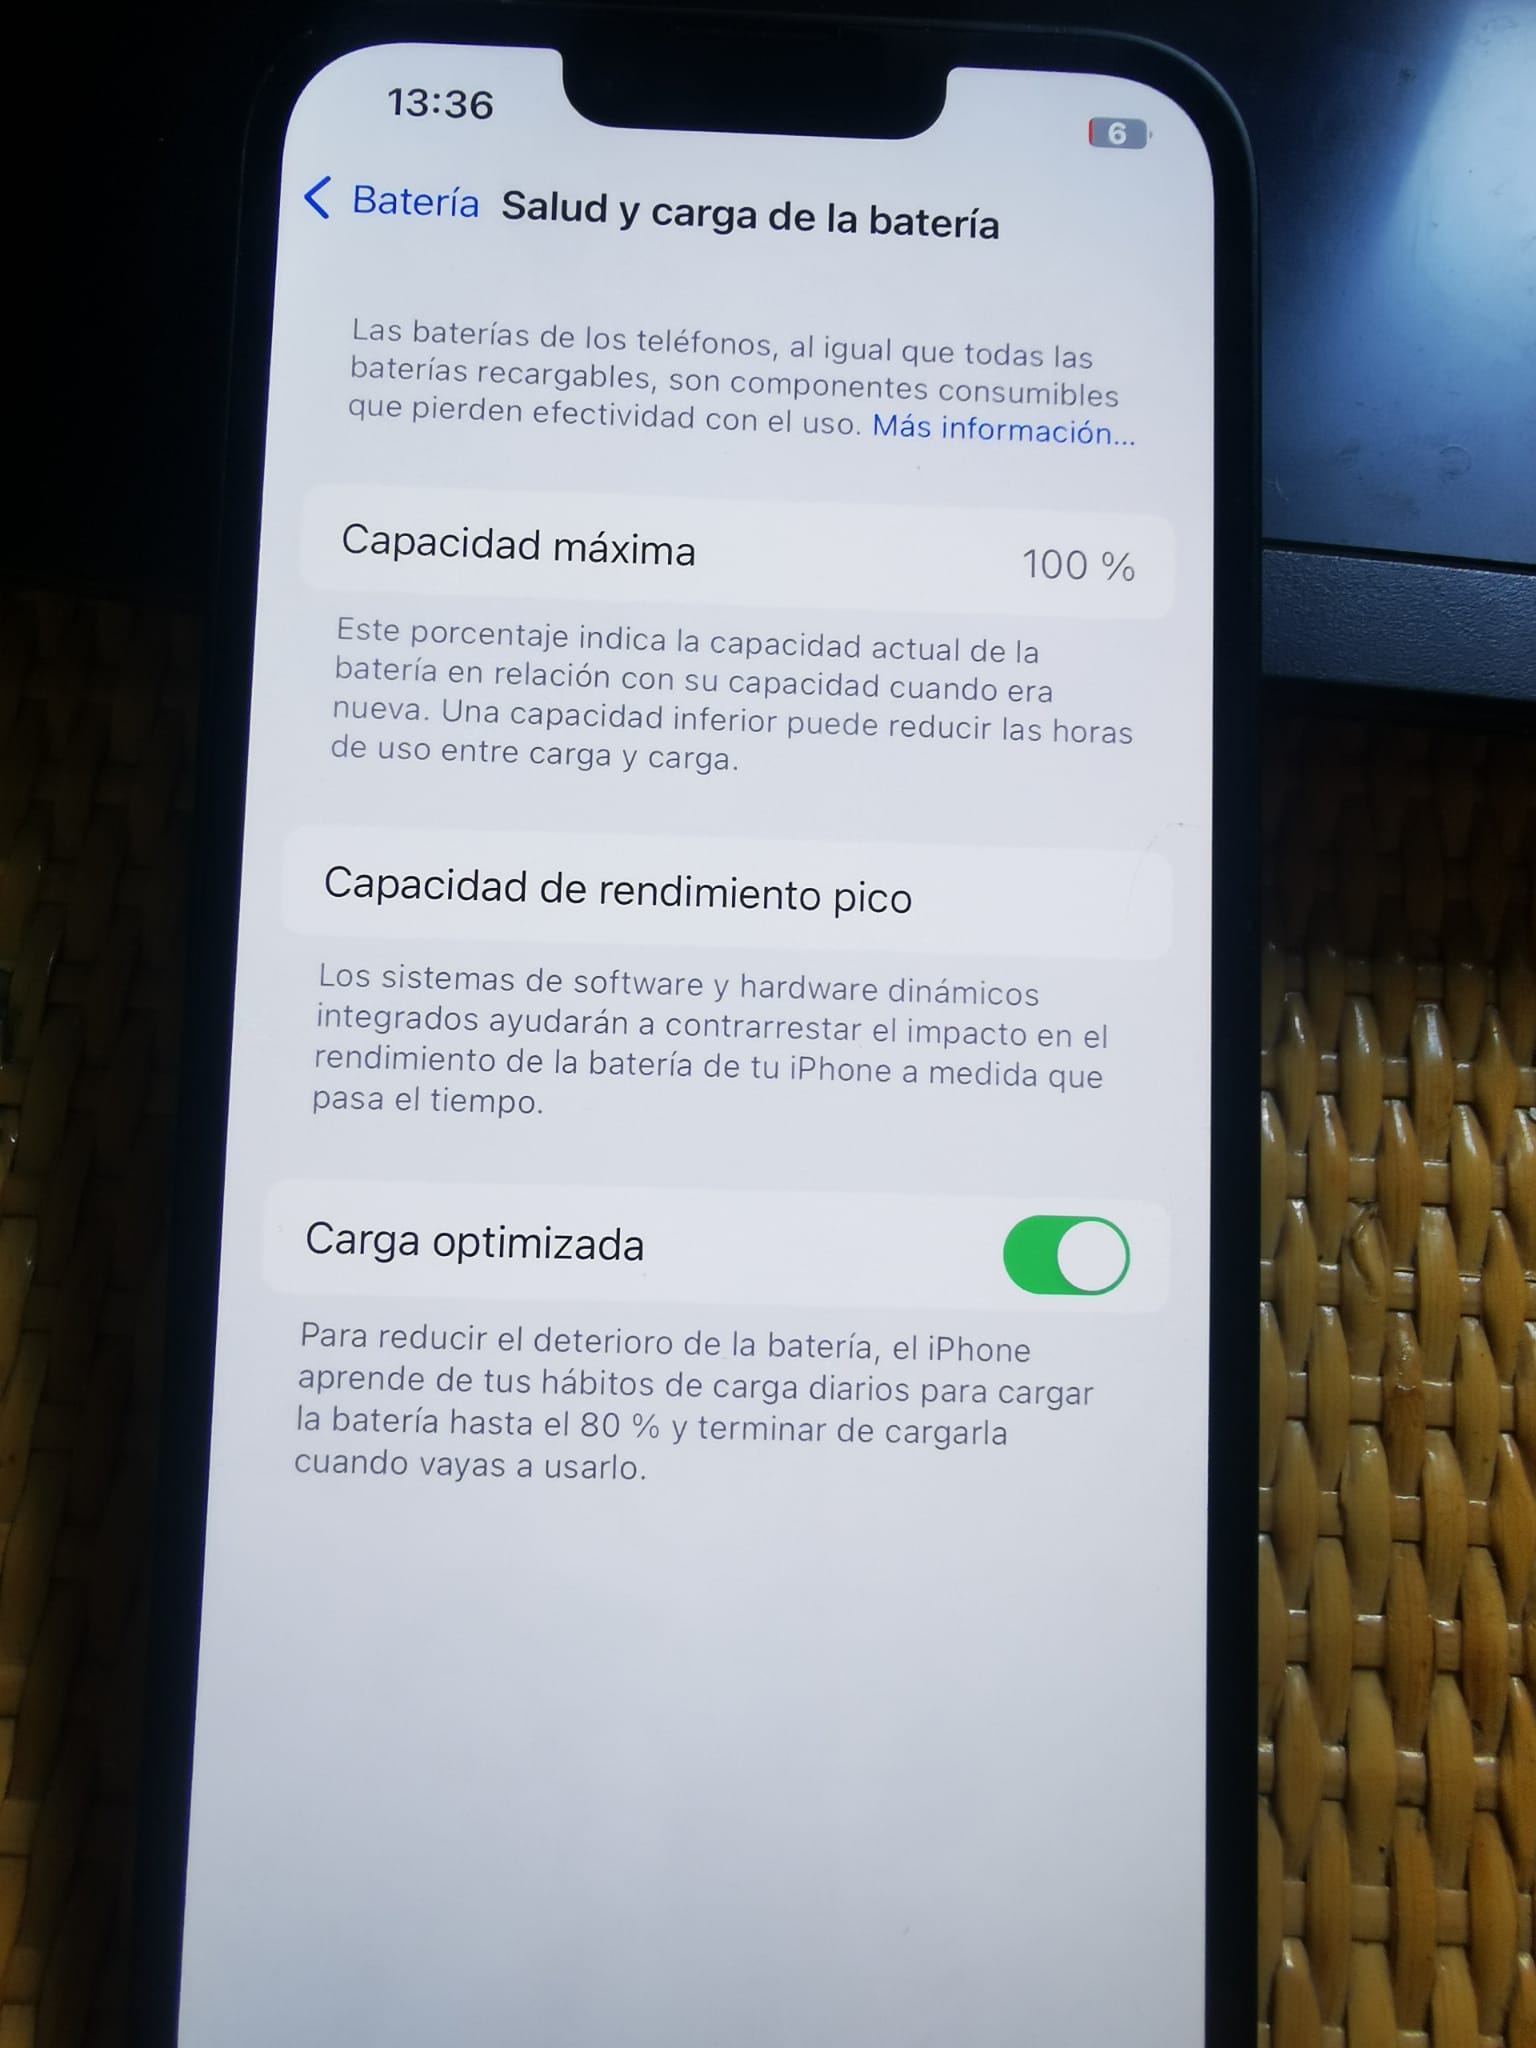 13:36
6
Batería Salud y carga de la batería
Las baterías de los teléfonos, al igual que todas las
baterías recargables, son componentes consumibles
que pierden efectividad con el uso. Más información...
Capacidad máxima 100 %
Este porcentaje indica la capacidad actual de la
batería en relación con su capacidad cuando era
nueva. Una capacidad inferior puede reducir las horas
de uso entre carga y carga.
Capacidad de rendimiento pico
Los sistemas de software y hardware dinámicos
integrados ayudarán a contrarrestar el impacto en el
rendimiento de la batería de tu iPhone a medida que
pasa el tiempo.
Carga optimizada
Para reducir el deterioro de la batería, el iPhone
aprende de tus hábitos de carga diarios para cargar
la batería hasta el 80 % y terminar de cargarla
cuando vayas a usarlo.